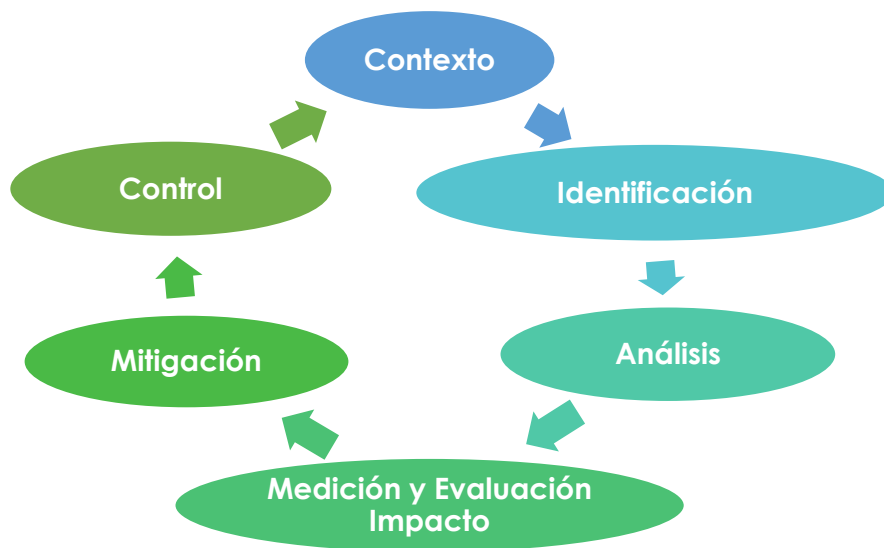 Contexto
Identificación
Análisis
Medición y Evaluación
Impacto
Mitigación
Control